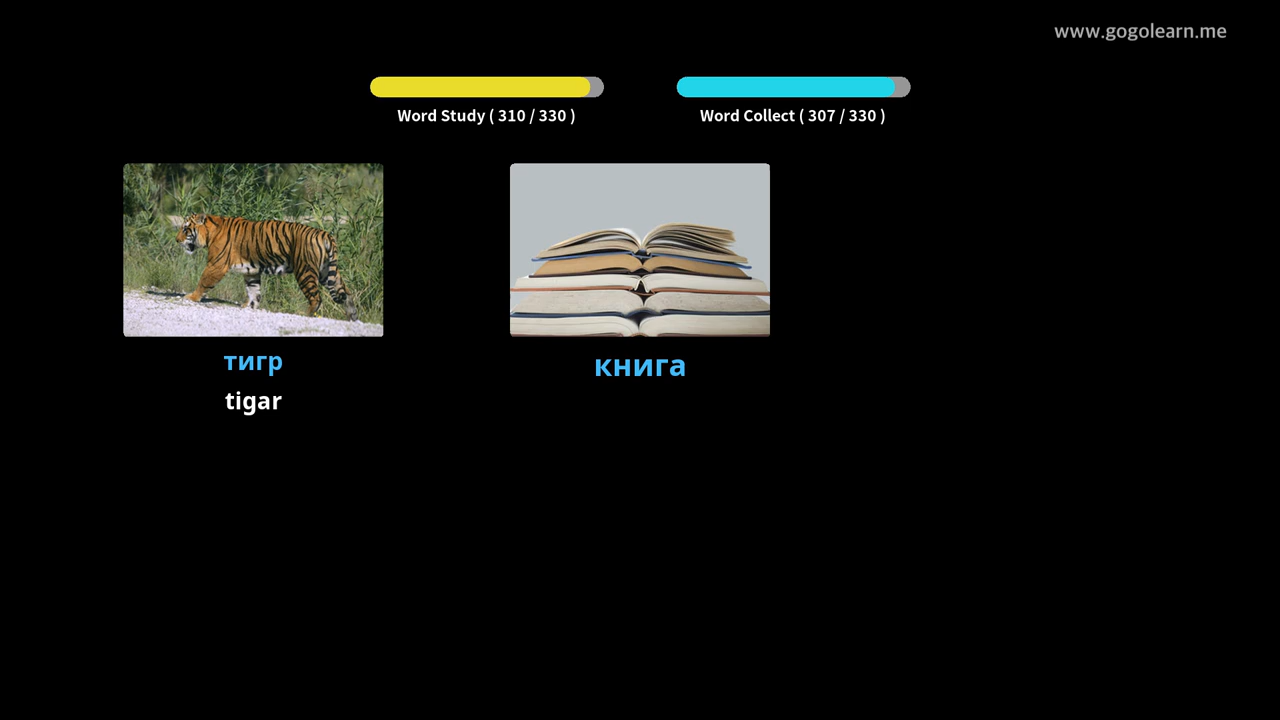 www.gogolearn.me
Word Study ( 310 / 330 )
Word Collect ( 307 / 330 )
тигр
tigar
книга